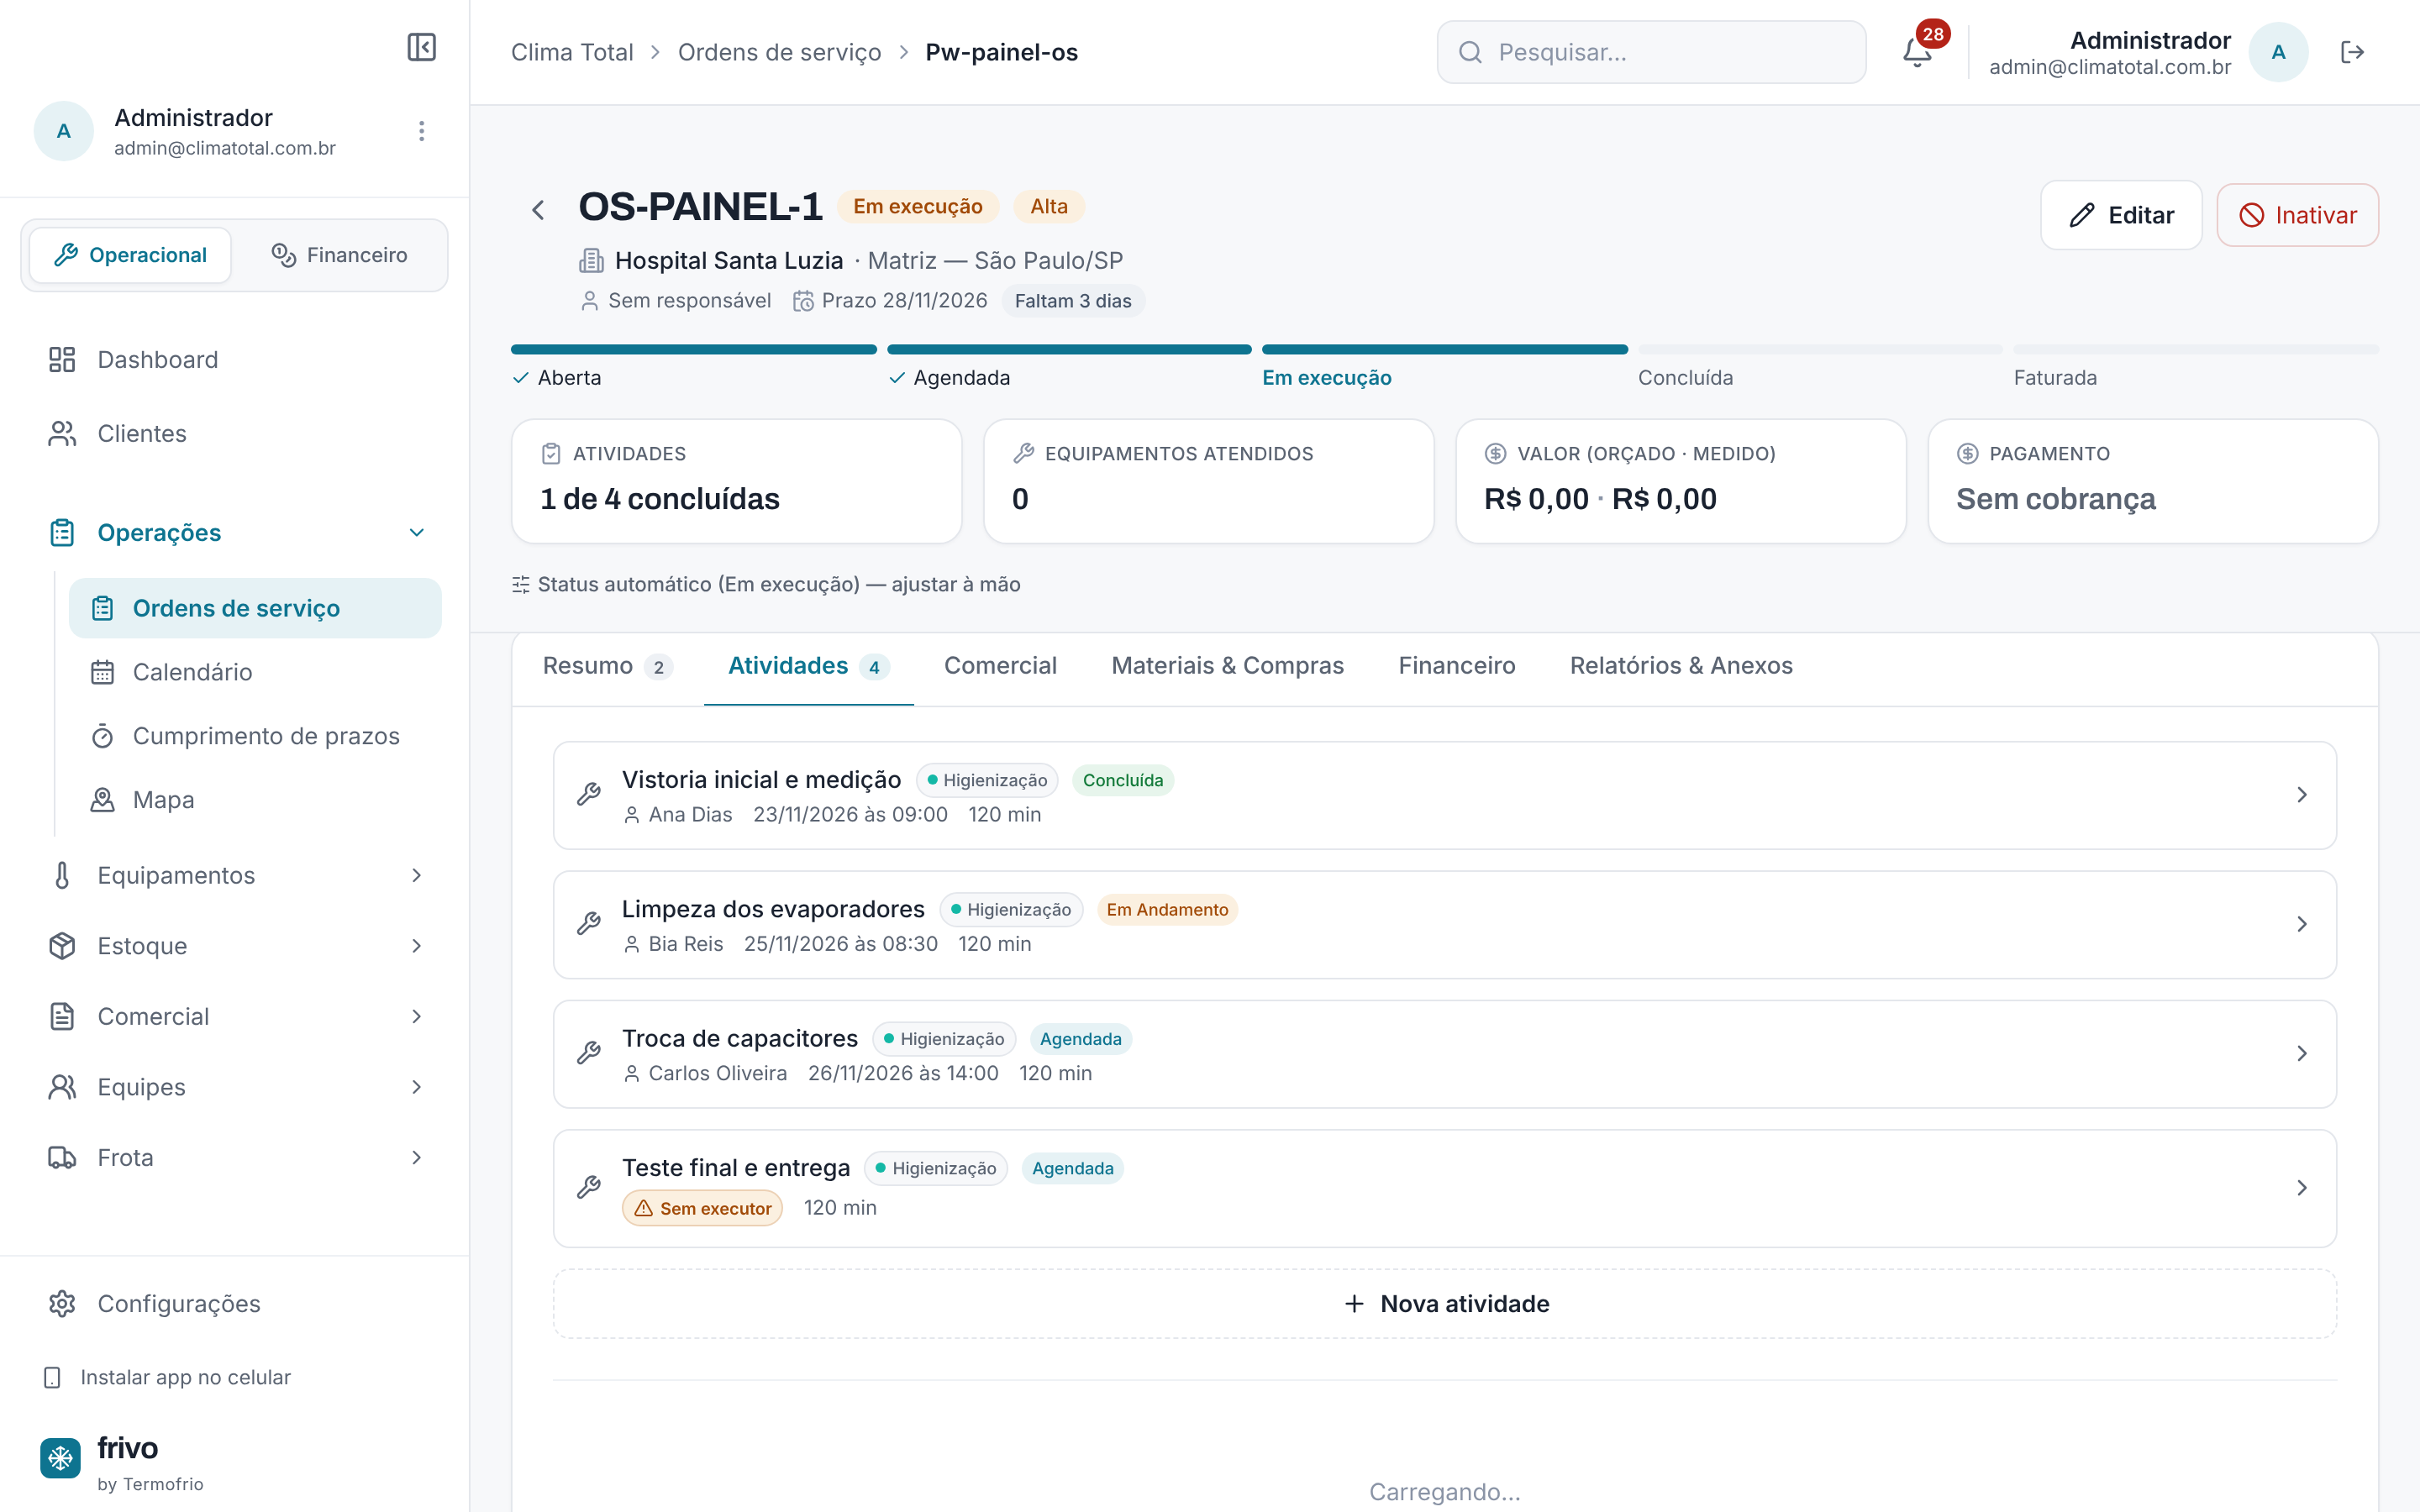 Administrador
admin@climatotal.com.br
Operacional
Financeiro
Dashboard
Clientes
Operações
Ordens de serviço
Calendário
Cumprimento de prazos
Mapa
Equipamentos
Estoque
Comercial
Equipes
Frota
Configurações
Instalar app no celular
frivo
by Termofrio
Clima Total > Ordens de serviço > Pw-painel-os
Pesquisar...
28
Administrador
admin@climatotal.com.br
A
A
OS-PAINEL-1 Em execução Alta
Editar
Inativar
Hospital Santa Luzia · Matriz — São Paulo/SP
Sem responsável Prazo 28/11/2026 Faltam 3 dias
Aberta
Agendada
Em execução
Concluída
Faturada
ATIVIDADES
1 de 4 concluídas
EQUIPAMENTOS ATENDIDOS
0
VALOR (ORÇADO · MEDIDO)
R$ 0,00 · R$ 0,00
PAGAMENTO
Sem cobrança
Status automático (Em execução) — ajustar à mão
Resumo 2
Atividades 4
Comercial
Materiais & Compras
Financeiro
Relatórios & Anexos
Vistoria inicial e medição Higienização Concluída
Ana Dias 23/11/2026 às 09:00 120 min
Limpeza dos evaporadores Higienização Em Andamento
Bia Reis 25/11/2026 às 08:30 120 min
Troca de capacitores Higienização Agendada
Carlos Oliveira 26/11/2026 às 14:00 120 min
Teste final e entrega Higienização Agendada
Sem executor 120 min
+ Nova atividade
Carregando...